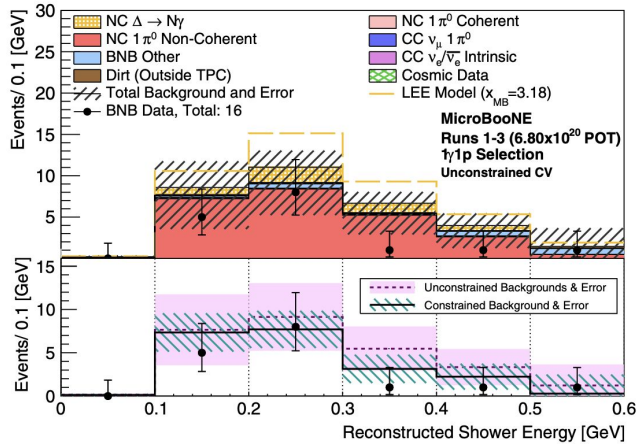 Events/ 0.1 [GeV]
30
25
20
15
10
5
NC Δ → Nγ
NC 1π⁰ Coherent
NC 1π⁰ Non-Coherent
CC νμ 1π⁰
BNB Other
CC νe/ν̅e Intrinsic
Dirt (Outside TPC)
Cosmic Data
Total Background and Error
LEE Model (xMB=3.18)
BNB Data, Total: 16
MicroBooNE
Runs 1-3 (6.80x10²⁰ POT)
1γ1p Selection
Unconstrained CV
Events/ 0.1 [GeV]
15
10
5
0
Unconstrained Backgrounds & Error
Constrained Background & Error
0 0.1 0.2 0.3 0.4 0.5 0.6
Reconstructed Shower Energy [GeV]